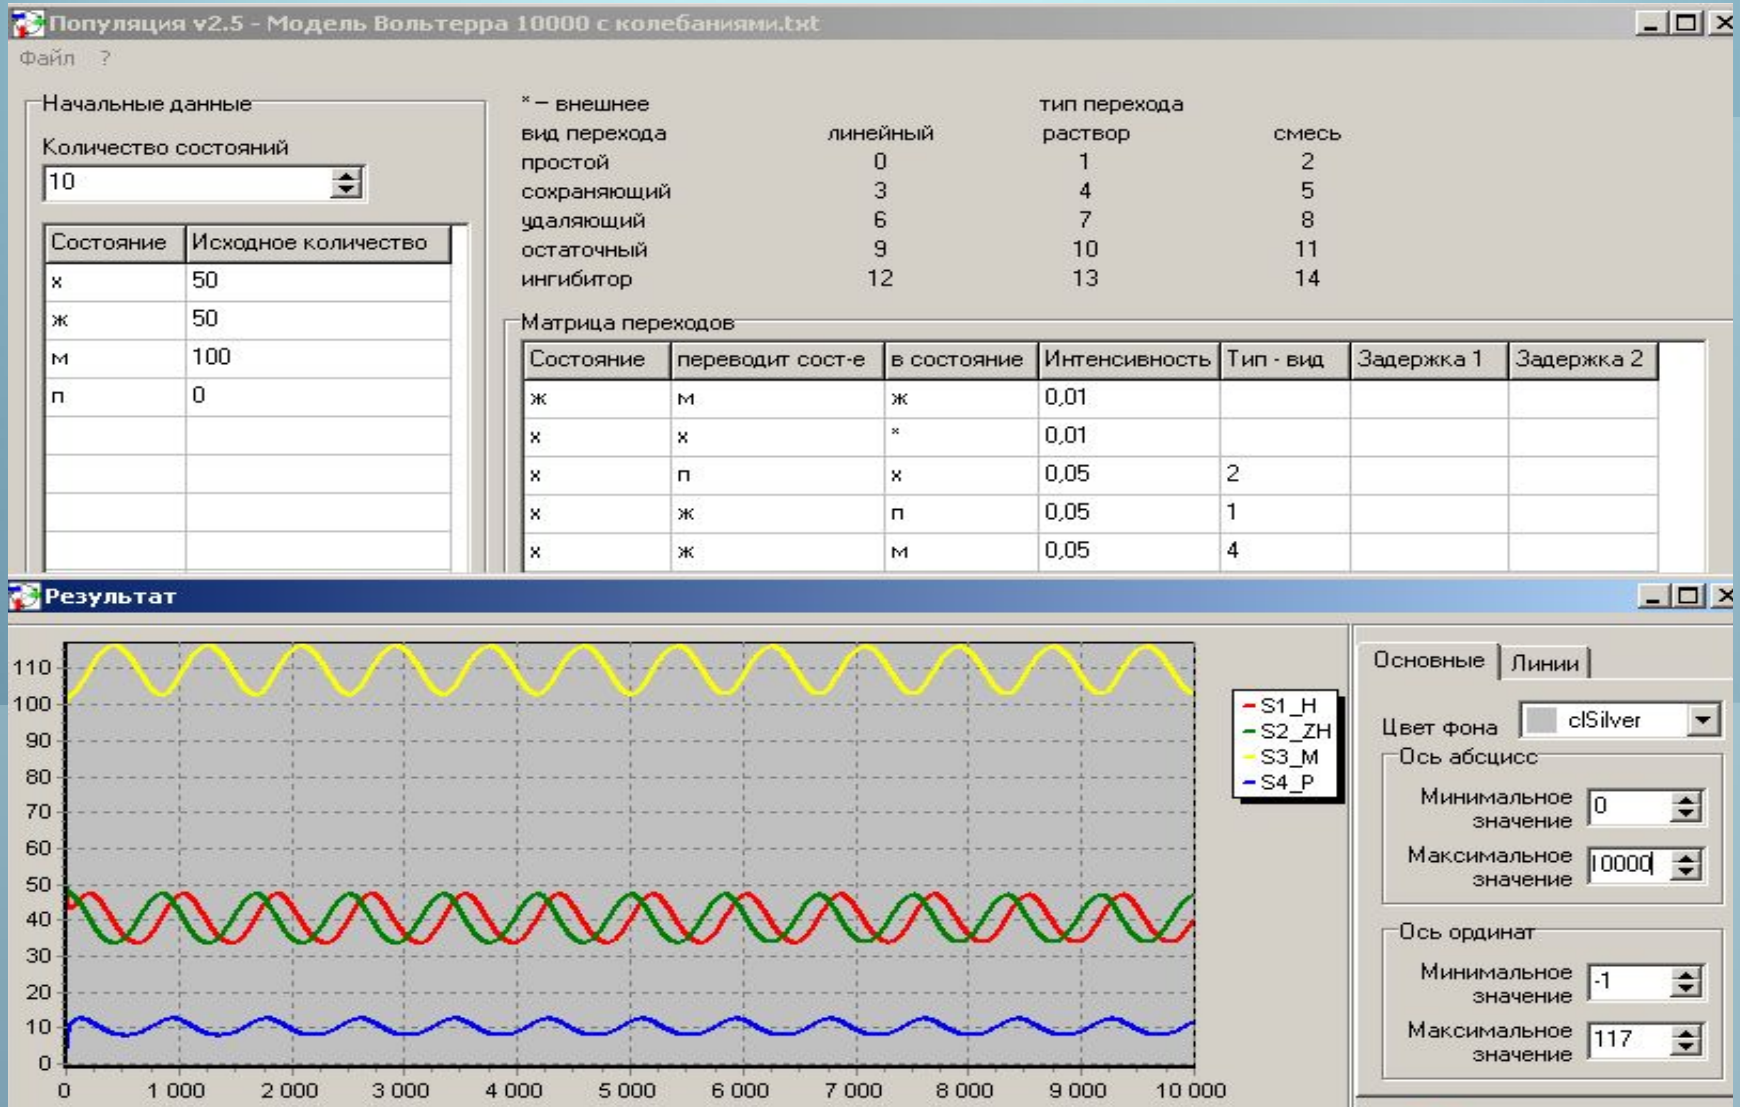 Популяция v2.5 - Модель Вольтерра 10000 с колебаниями.txt
Файл ?
Начальные данные
Количество состояний
10
Состояние Исходное количество
х 50
ж 50
м 100
п 0
* – внешнее тип перехода
вид перехода линейный раствор смесь
простой 0 1 2
сохраняющий 3 4 5
удаляющий 6 7 8
остаточный 9 10 11
ингибитор 12 13 14
Матрица переходов
Состояние переводит сост-е в состояние Интенсивность Тип - вид Задержка 1 Задержка 2
ж м ж 0,01
х х * 0,01
х п х 0,05 2
х ж п 0,05 1
х ж м 0,05 4
Результат
110
100
90
80
70
60
50
40
30
20
10
0
0 1 000 2 000 3 000 4 000 5 000 6 000 7 000 8 000 9 000 10 000
S1_H
S2_ZH
S3_M
S4_P
Основные Линии
Цвет фона clSilver
Ось абсцисс
Минимальное значение 0
Максимальное значение 10000
Ось ординат
Минимальное значение -1
Максимальное значение 117